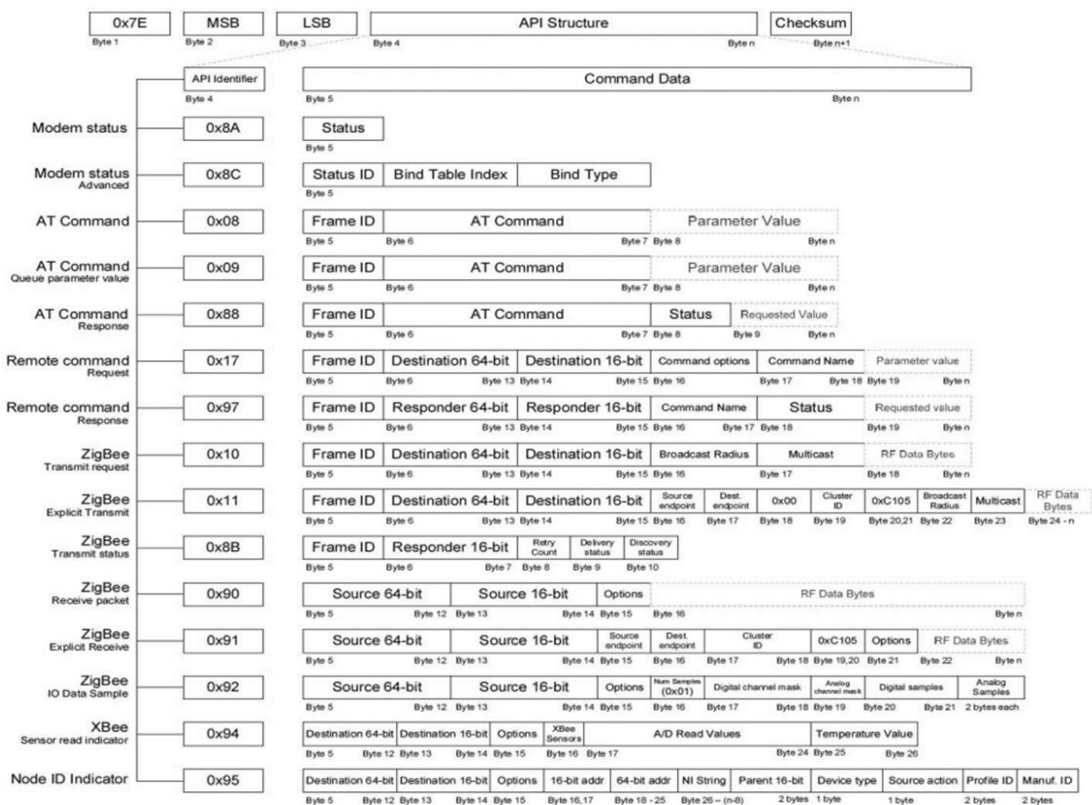 0x7E MSB LSB API Structure Checksum
Byte 1 Byte 2 Byte 3 Byte 4 Byte n Byte n+1
API Identifier Command Data
Byte 4 Byte 5 Byte n
Modem status 0x8A Status
Byte 5
Modem status 0x8C Status ID Bind Table Index Bind Type
Advanced Byte 5
AT Command 0x08 Frame ID AT Command Parameter Value
Byte 5 Byte 6 Byte 7 Byte 8 Byte n
AT Command 0x09 Frame ID AT Command Parameter Value
Queue parameter value Byte 5 Byte 6 Byte 7 Byte 8 Byte n
AT Command 0x88 Frame ID AT Command Status Requested Value
Response Byte 5 Byte 6 Byte 7 Byte 8 Byte 9 Byte n
Remote command 0x17 Frame ID Destination 64-bit Destination 16-bit Command options Command Name Parameter value
Request Byte 5 Byte 6 Byte 13 Byte 14 Byte 15 Byte 16 Byte 17 Byte 18 Byte 19 Byte n
Remote command 0x97 Frame ID Responder 64-bit Responder 16-bit Command Name Status Requested value
Response Byte 5 Byte 6 Byte 13 Byte 14 Byte 15 Byte 16 Byte 17 Byte 18 Byte 19 Byte n
ZigBee 0x10 Frame ID Destination 64-bit Destination 16-bit Broadcast Radius Multicast RF Data Bytes
Transmit request Byte 5 Byte 6 Byte 13 Byte 14 Byte 15 Byte 16 Byte 17 Byte 18 Byte n
ZigBee 0x11 Frame ID Destination 64-bit Destination 16-bit Source endpoint Dest. endpoint 0x00 Cluster ID 0xC105 Broadcast Radius Multicast RF Data Bytes
Explicit Transmit Byte 5 Byte 6 Byte 13 Byte 14 Byte 15 Byte 16 Byte 17 Byte 18 Byte 19 Byte 20,21 Byte 22 Byte 23 Byte 24 - n
ZigBee 0x8B Frame ID Responder 16-bit Retry Count Delivery status Discovery status
Transmit status Byte 5 Byte 6 Byte 7 Byte 8 Byte 9 Byte 10
ZigBee 0x90 Source 64-bit Source 16-bit Options RF Data Bytes
Receive packet Byte 5 Byte 12 Byte 13 Byte 14 Byte 15 Byte 16 Byte n
ZigBee 0x91 Source 64-bit Source 16-bit Source endpoint Dest. endpoint Cluster ID 0xC105 Options RF Data Bytes
Explicit Receive Byte 5 Byte 12 Byte 13 Byte 14 Byte 15 Byte 16 Byte 17 Byte 18 Byte 19,20 Byte 21 Byte 22 Byte n
ZigBee 0x92 Source 64-bit Source 16-bit Options Num Samples (0x01) Digital channel mask Analog channel mask Digital samples Analog Samples
IO Data Sample Byte 5 Byte 12 Byte 13 Byte 14 Byte 15 Byte 16 Byte 17 Byte 18 Byte 19 Byte 20 Byte 21 2 bytes each
XBee 0x94 Destination 64-bit Destination 16-bit Options XBee Sensors A/D Read Values Temperature Value
Sensor read indicator Byte 5 Byte 12 Byte 13 Byte 14 Byte 15 Byte 16 Byte 17 Byte 24 Byte 25 Byte 26
Node ID Indicator 0x95 Destination 64-bit Destination 16-bit Options 16-bit addr 64-bit addr NI String Parent 16-bit Device type Source action Profile ID Manuf. ID
Byte 5 Byte 12 Byte 13 Byte 14 Byte 15 Byte 16,17 Byte 18 - 25 Byte 26 – (n-8) 2 bytes 1 byte 1 byte 2 bytes 2 bytes